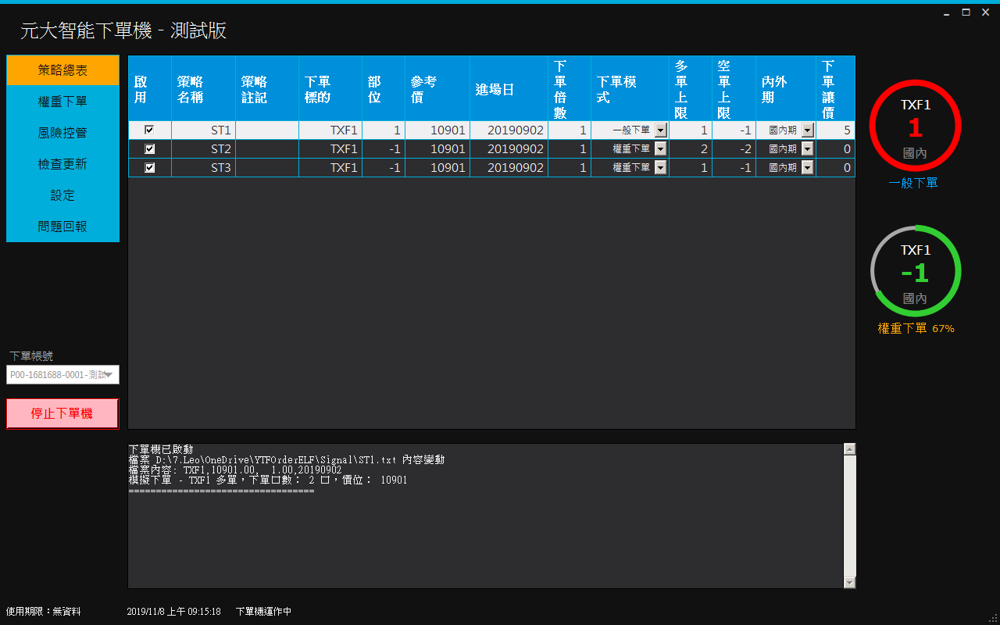 元大智能下單機 - 測試版
策略總表
權重下單
風險控管
檢查更新
設定
問題回報
下單帳號
P00-1681688-0001-測試
停止下單機
啟用 策略名稱 策略註記 下單標的 部位 參考價 進場日 下單倍數 下單模式 多單上限 空單上限 內外期 下單讓價
ST1 TXF1 1 10901 20190902 1 一般下單 1 -1 國內期 5
ST2 TXF1 -1 10901 20190902 1 權重下單 2 -2 國內期 0
ST3 TXF1 -1 10901 20190902 1 權重下單 1 -1 國內期 0
TXF1
1
國內
一般下單
TXF1
-1
國內
權重下單 67%
下單機已啟動
檔案 D:\7.Leo\OneDrive\YTFOrderELF\Signal\ST1.txt 內容變動
檔案內容: TXF1,10901.00, 1.00,20190902
模擬下單 - TXF1 多單，下單口數： 2 口，價位： 10901
==================================
使用期限：無資料
2019/11/8 上午 09:15:18
下單機運作中